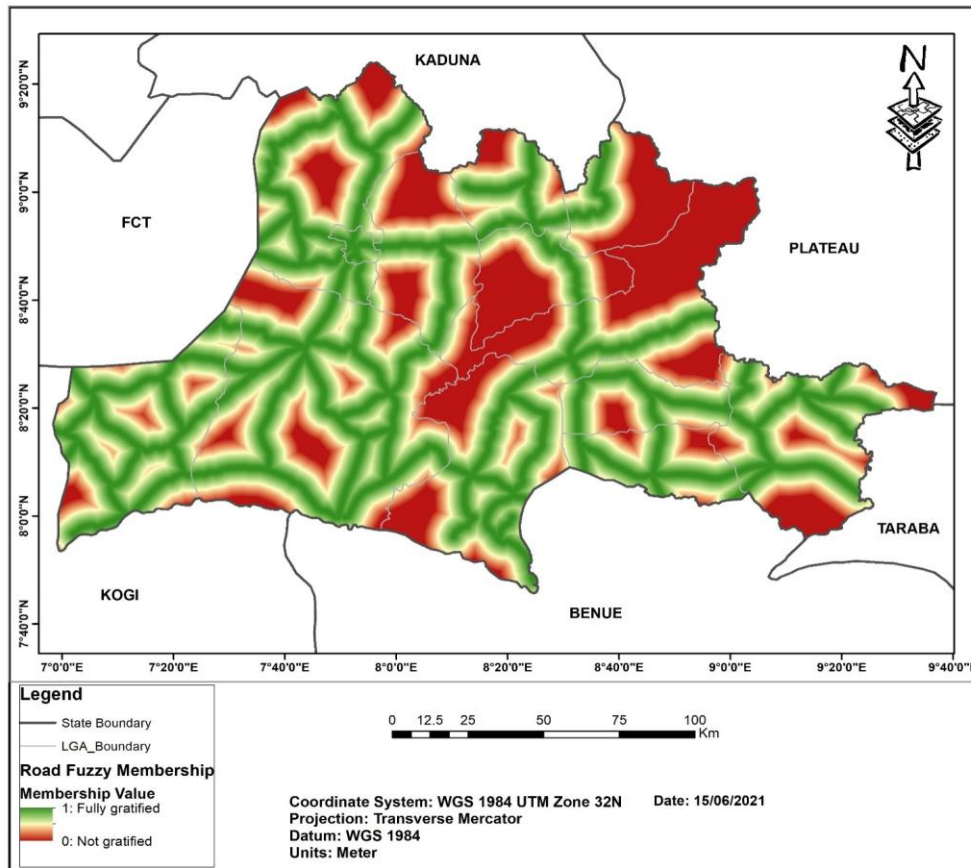 KADUNA
N
FCT
PLATEAU
TARABA
KOGI
BENUE
9°20'0"N
9°0'0"N
8°40'0"N
8°20'0"N
8°0'0"N
7°40'0"N
7°0'0"E 7°20'0"E 7°40'0"E 8°0'0"E 8°20'0"E 8°40'0"E 9°0'0"E 9°20'0"E 9°40'0"E
Legend
State Boundary
LGA_Boundary
Road Fuzzy Membership
Membership Value
1: Fully gratified
0: Not gratified
0 12.5 25 50 75 100
Km
Coordinate System: WGS 1984 UTM Zone 32N Date: 15/06/2021
Projection: Transverse Mercator
Datum: WGS 1984
Units: Meter